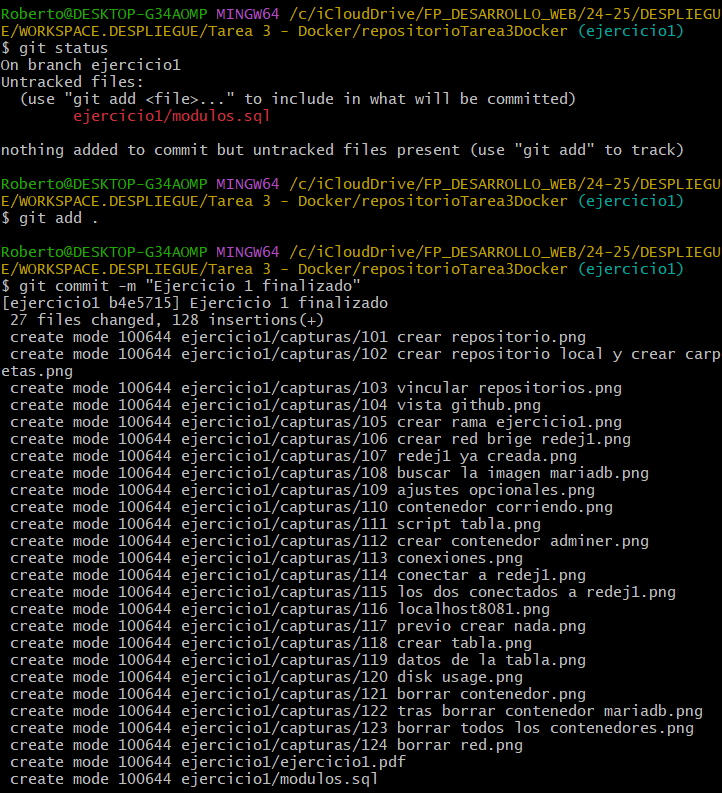 Roberto@DESKTOP-G34AOMP MINGW64 /c/iCloudDrive/FP_DESARROLLO_WEB/24-25/DESPLIEGU
E/WORKSPACE.DESPLIEGUE/Tarea 3 - Docker/repositorioTarea3Docker (ejercicio1)
$ git status
On branch ejercicio1
Untracked files:
  (use "git add <file>..." to include in what will be committed)
        ejercicio1/modulos.sql

nothing added to commit but untracked files present (use "git add" to track)

Roberto@DESKTOP-G34AOMP MINGW64 /c/iCloudDrive/FP_DESARROLLO_WEB/24-25/DESPLIEGU
E/WORKSPACE.DESPLIEGUE/Tarea 3 - Docker/repositorioTarea3Docker (ejercicio1)
$ git add .

Roberto@DESKTOP-G34AOMP MINGW64 /c/iCloudDrive/FP_DESARROLLO_WEB/24-25/DESPLIEGU
E/WORKSPACE.DESPLIEGUE/Tarea 3 - Docker/repositorioTarea3Docker (ejercicio1)
$ git commit -m "Ejercicio 1 finalizado"
[ejercicio1 b4e5715] Ejercicio 1 finalizado
 27 files changed, 128 insertions(+)
 create mode 100644 ejercicio1/capturas/101 crear repositorio.png
 create mode 100644 ejercicio1/capturas/102 crear repositorio local y crear carp
etas.png
 create mode 100644 ejercicio1/capturas/103 vincular repositorios.png
 create mode 100644 ejercicio1/capturas/104 vista github.png
 create mode 100644 ejercicio1/capturas/105 crear rama ejercicio1.png
 create mode 100644 ejercicio1/capturas/106 crear red brige redej1.png
 create mode 100644 ejercicio1/capturas/107 redej1 ya creada.png
 create mode 100644 ejercicio1/capturas/108 buscar la imagen mariadb.png
 create mode 100644 ejercicio1/capturas/109 ajustes opcionales.png
 create mode 100644 ejercicio1/capturas/110 contenedor corriendo.png
 create mode 100644 ejercicio1/capturas/111 script tabla.png
 create mode 100644 ejercicio1/capturas/112 crear contenedor adminer.png
 create mode 100644 ejercicio1/capturas/113 conexiones.png
 create mode 100644 ejercicio1/capturas/114 conectar a redej1.png
 create mode 100644 ejercicio1/capturas/115 los dos conectados a redej1.png
 create mode 100644 ejercicio1/capturas/116 localhost8081.png
 create mode 100644 ejercicio1/capturas/117 previo crear nada.png
 create mode 100644 ejercicio1/capturas/118 crear tabla.png
 create mode 100644 ejercicio1/capturas/119 datos de la tabla.png
 create mode 100644 ejercicio1/capturas/120 disk usage.png
 create mode 100644 ejercicio1/capturas/121 borrar contenedor.png
 create mode 100644 ejercicio1/capturas/122 tras borrar contenedor mariadb.png
 create mode 100644 ejercicio1/capturas/123 borrar todos los contenedores.png
 create mode 100644 ejercicio1/capturas/124 borrar red.png
 create mode 100644 ejercicio1/ejercicio1.pdf
 create mode 100644 ejercicio1/modulos.sql